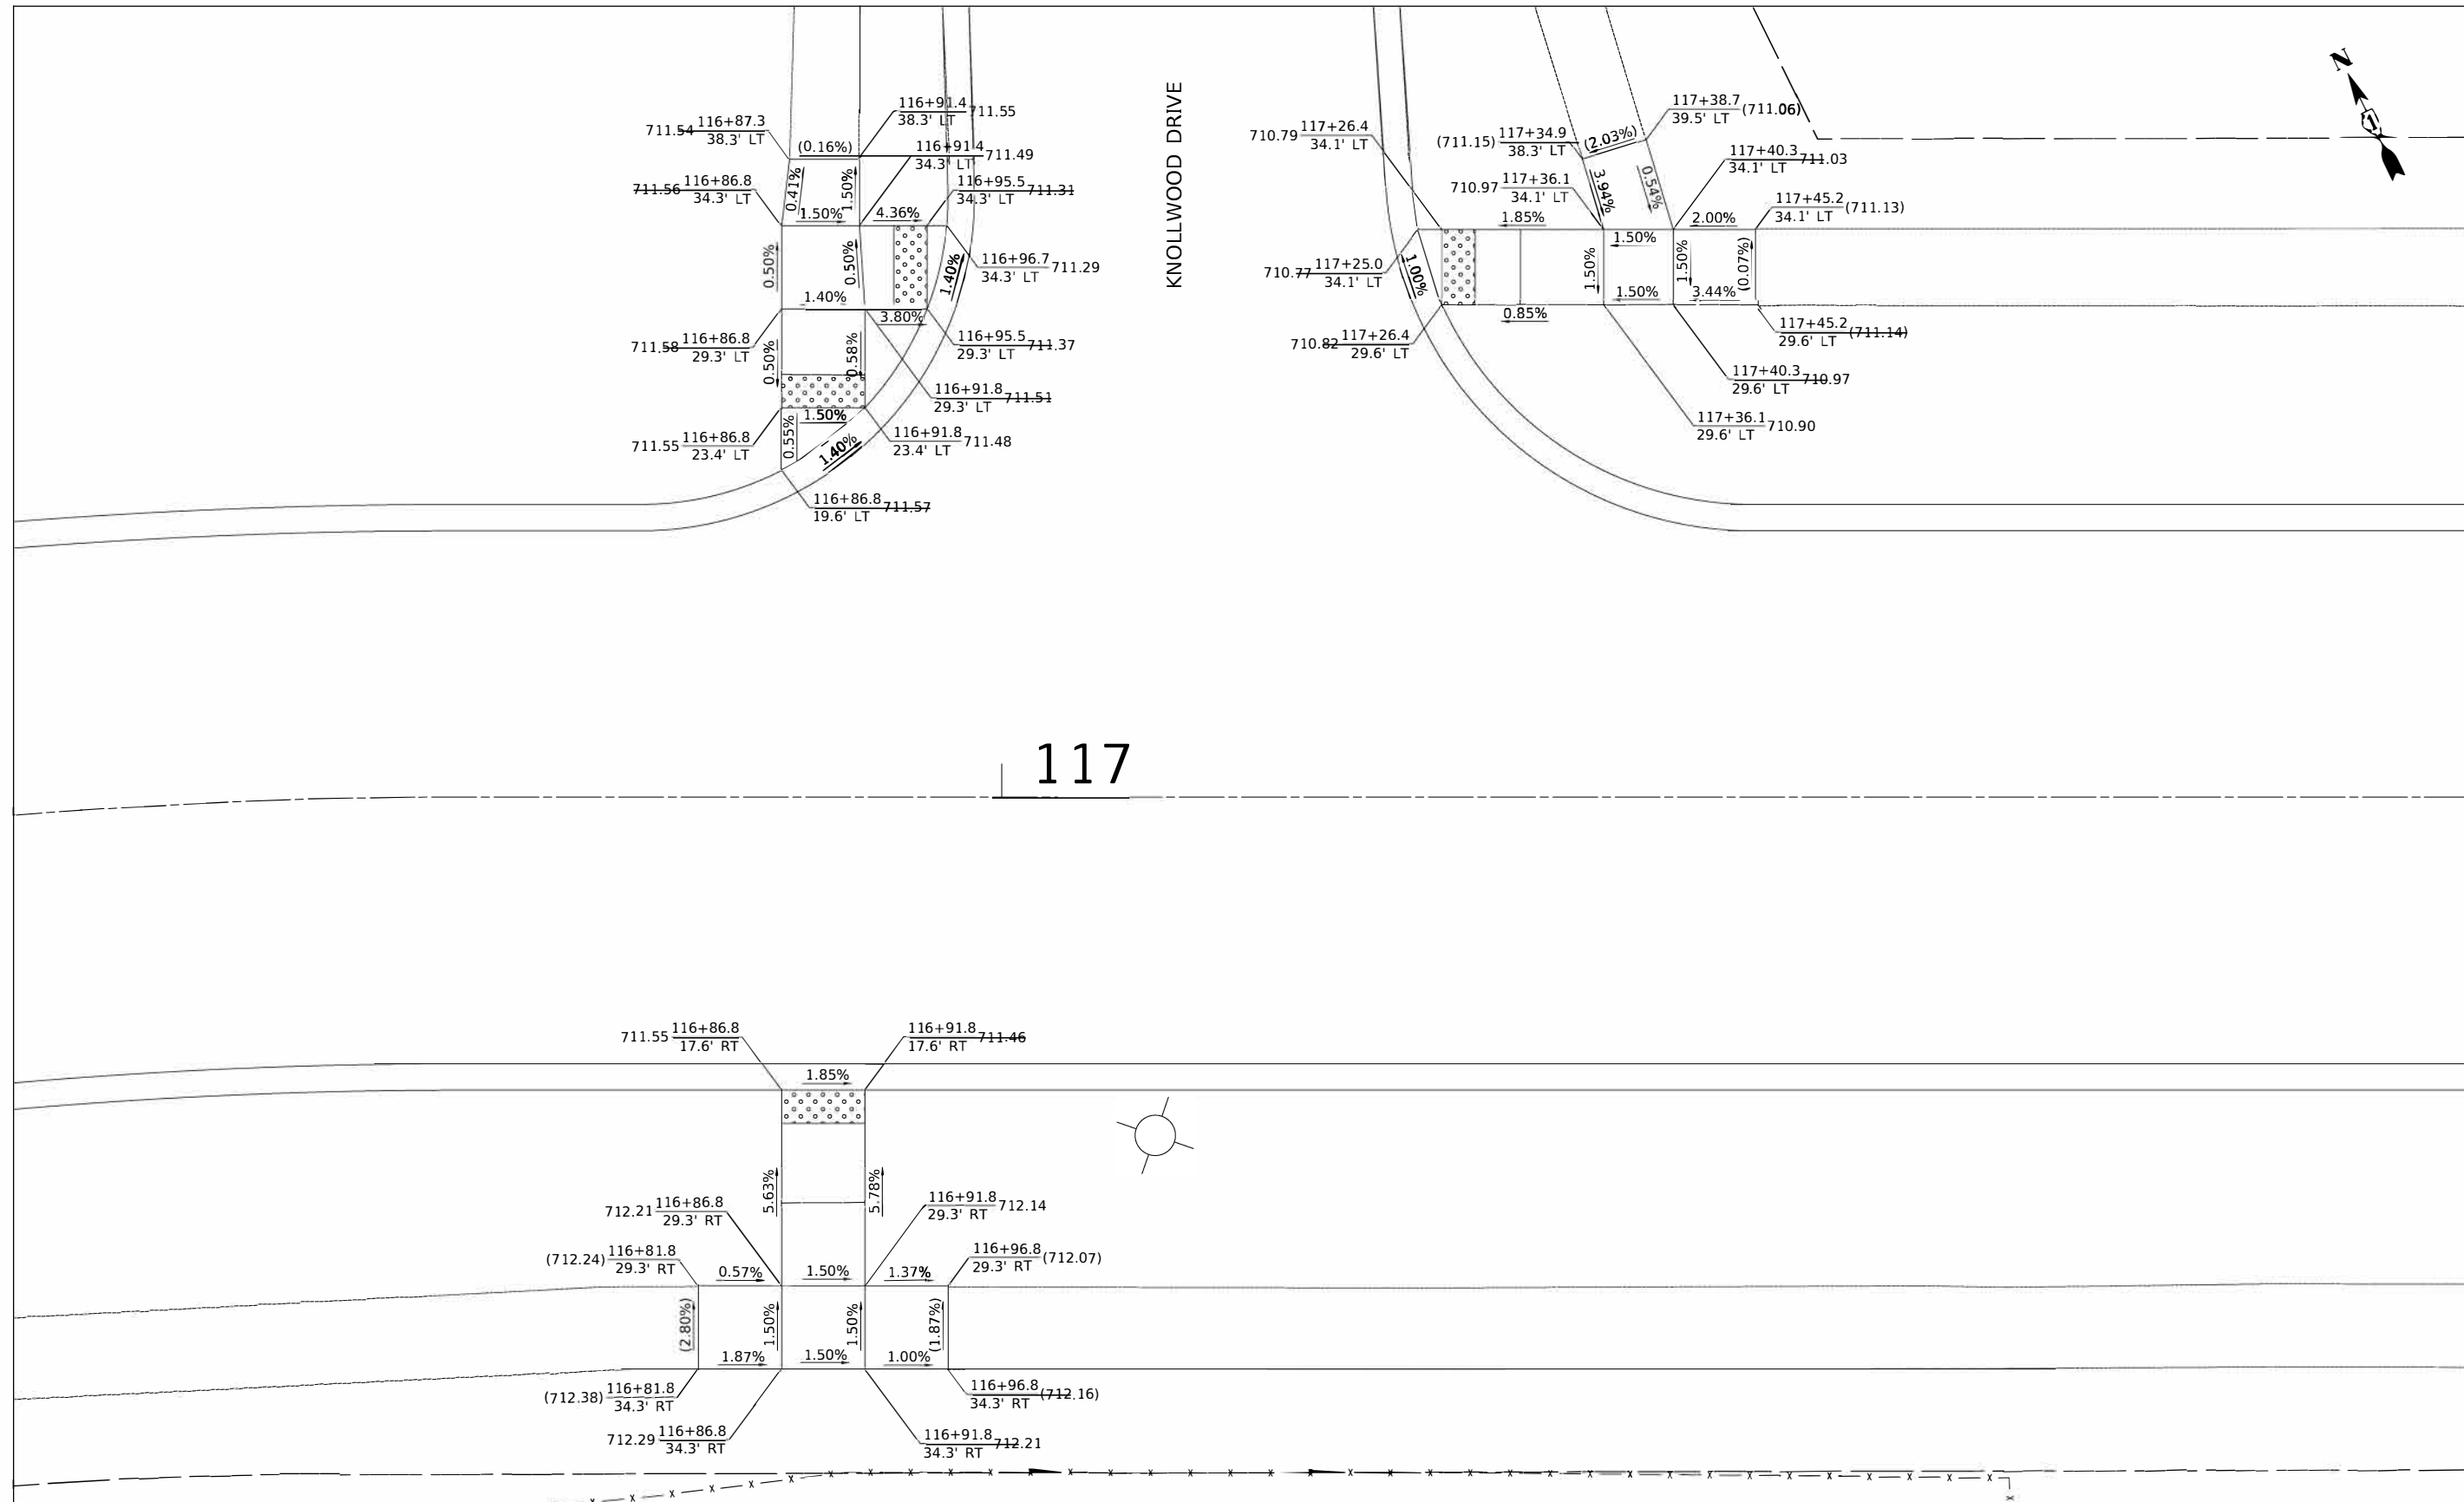 N
KNOLLWOOD DRIVE
711.54 116+87.3
38.3' LT
116+91.4 711.55
38.3' LT
(0.16%)
116+91.4 711.49
34.3' LT
711.56 116+86.8
34.3' LT
0.41%
1.50%
116+95.5 711.31
34.3' LT
1.50%
4.36%
0.50%
0.50%
1.40%
116+96.7 711.29
34.3' LT
1.40%
3.80%
711.58 116+86.8
29.3' LT
0.50%
0.58%
116+95.5 711.37
29.3' LT
116+91.8 711.51
29.3' LT
1.50%
0.55%
1.40%
711.55 116+86.8
23.4' LT
116+91.8 711.48
23.4' LT
116+86.8 711.57
19.6' LT
710.79 117+26.4
34.1' LT
(711.15) 117+34.9
38.3' LT
(2.03%)
117+38.7 (711.06)
39.5' LT
117+40.3 711.03
34.1' LT
710.97 117+36.1
34.1' LT
3.94%
0.54%
1.85%
1.50%
2.00%
117+45.2 (711.13)
34.1' LT
710.77 117+25.0
34.1' LT
1.00%
1.50%
1.50%
(0.07%)
1.50%
3.44%
0.85%
710.82 117+26.4
29.6' LT
117+45.2 (711.14)
29.6' LT
117+40.3 710.97
29.6' LT
117+36.1 710.90
29.6' LT
117
711.55 116+86.8
17.6' RT
116+91.8 711.46
17.6' RT
1.85%
5.63%
5.78%
712.21 116+86.8
29.3' RT
116+91.8 712.14
29.3' RT
(712.24) 116+81.8
29.3' RT
116+96.8 (712.07)
29.3' RT
0.57%
1.50%
1.37%
(2.80%)
1.50%
1.50%
(1.87%)
1.87%
1.50%
1.00%
(712.38) 116+81.8
34.3' RT
116+96.8 (712.16)
34.3' RT
712.29 116+86.8
34.3' RT
116+91.8 712.21
34.3' RT